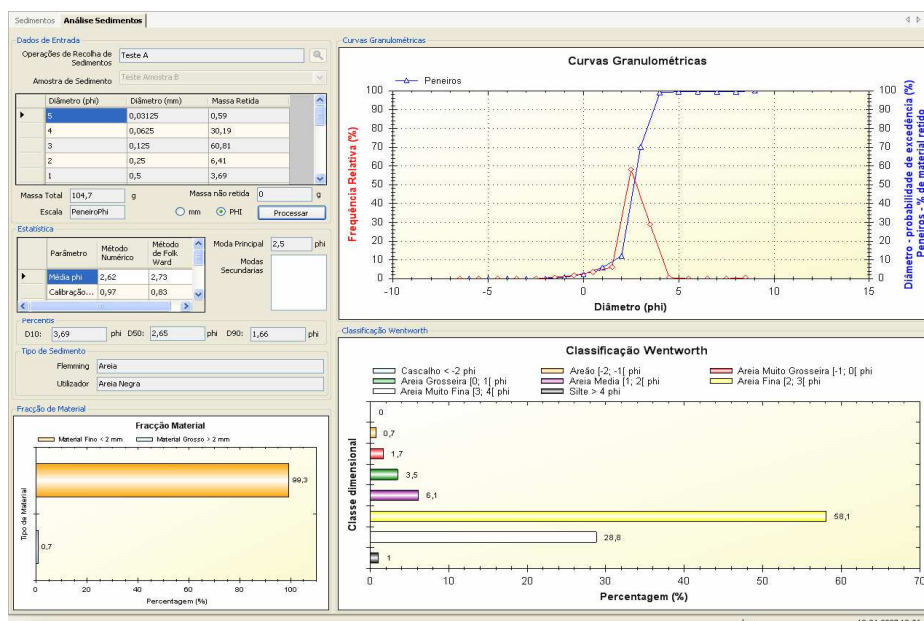 Sedimentos Análise Sedimentos
Dados de Entrada
Operações de Recolha de Sedimentos Teste A
Amostra de Sedimento Teste Amostra B
Diâmetro (phi) Diâmetro (mm) Massa Retida
5 0,03125 0,59
4 0,0625 30,19
3 0,125 60,81
2 0,25 6,41
1 0,5 3,69
Massa Total 104,7 g Massa não retida 0 g
Escala PeneiroPhi mm PHI Processar
Estatística
Parâmetro Método Numérico Método de Folk Ward
Média phi 2,62 2,73
Calibração... 0,97 0,83
Moda Principal 2,5 phi
Modas Secundarias
Percentis
D10: 3,69 phi D50: 2,65 phi D90: 1,66 phi
Tipo de Sedimento
Flemming Areia
Utilizador Areia Negra
Fracção de Material
Fracção Material
Material Fino < 2 mm Material Grosso > 2 mm
Tipo de Material
99,3
0,7
0 20 40 60 80 100
Percentagem (%)
Curvas Granulométricas
Curvas Granulométricas
Peneiros
Frequência Relativa (%)
100 90 80 70 60 50 40 30 20 10 0
100 90 80 70 60 50 40 30 20 10 0
Diâmetro - probabilidade de excedência (%)
Peneiros - % de material retido
-10 -5 0 5 10 15
Diâmetro (phi)
Classificação Wentworth
Classificação Wentworth
Cascalho < -2 phi Areão [-2; -1[ phi Areia Muito Grosseira [-1; 0[ phi
Areia Grosseira [0; 1[ phi Areia Media [1; 2[ phi Areia Fina [2; 3[ phi
Areia Muito Fina [3; 4[ phi Silte > 4 phi
Classe dimensional
0
0,7
1,7
3,5
6,1
58,1
28,8
1
0 10 20 30 40 50 60 70
Percentagem (%)